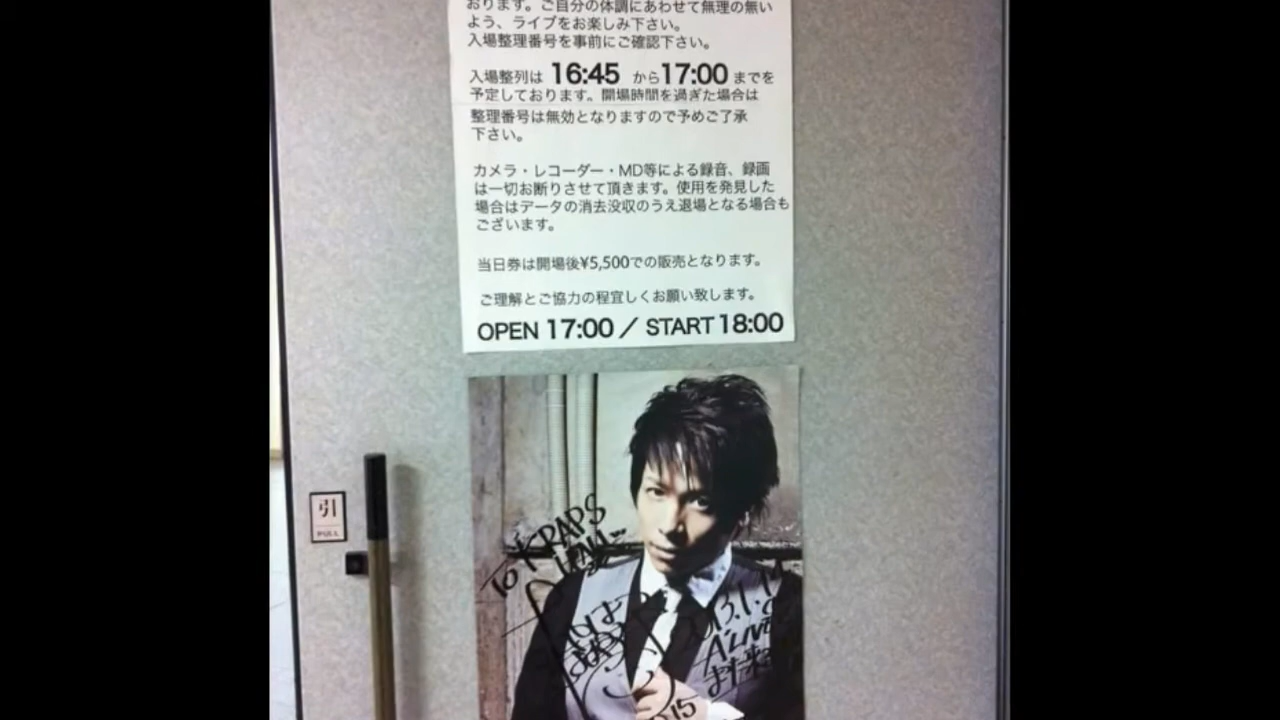 おります。ご自分の体調にあわせて無理の無い
よう、ライブをお楽しみ下さい。
入場整理番号を事前にご確認下さい。
入場整列は 16:45 から17:00 までを
予定しております。開場時間を過ぎた場合は
整理番号は無効となりますので予めご了承
下さい。
カメラ・レコーダー・MD等による録音、録画
は一切お断りさせて頂きます。使用を発見した
場合はデータの消去没収のうえ退場となる場合も
ございます。
当日券は開場後¥5,500での販売となります。
ご理解とご協力の程宜しくお願い致します。
OPEN 17:00 / START 18:00
引
PULL
TO KRAPS
HALL
A'LIVE
また来